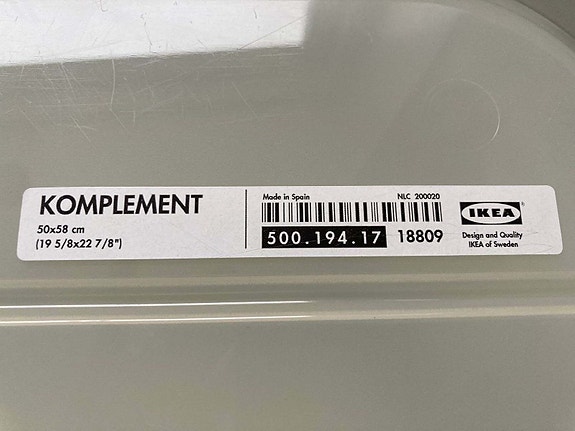 KOMPLEMENT
50x58 cm
(19 5/8x22 7/8")
Made in Spain NLC 200020
500.194.17 18809
IKEA
Design and Quality
IKEA of Sweden